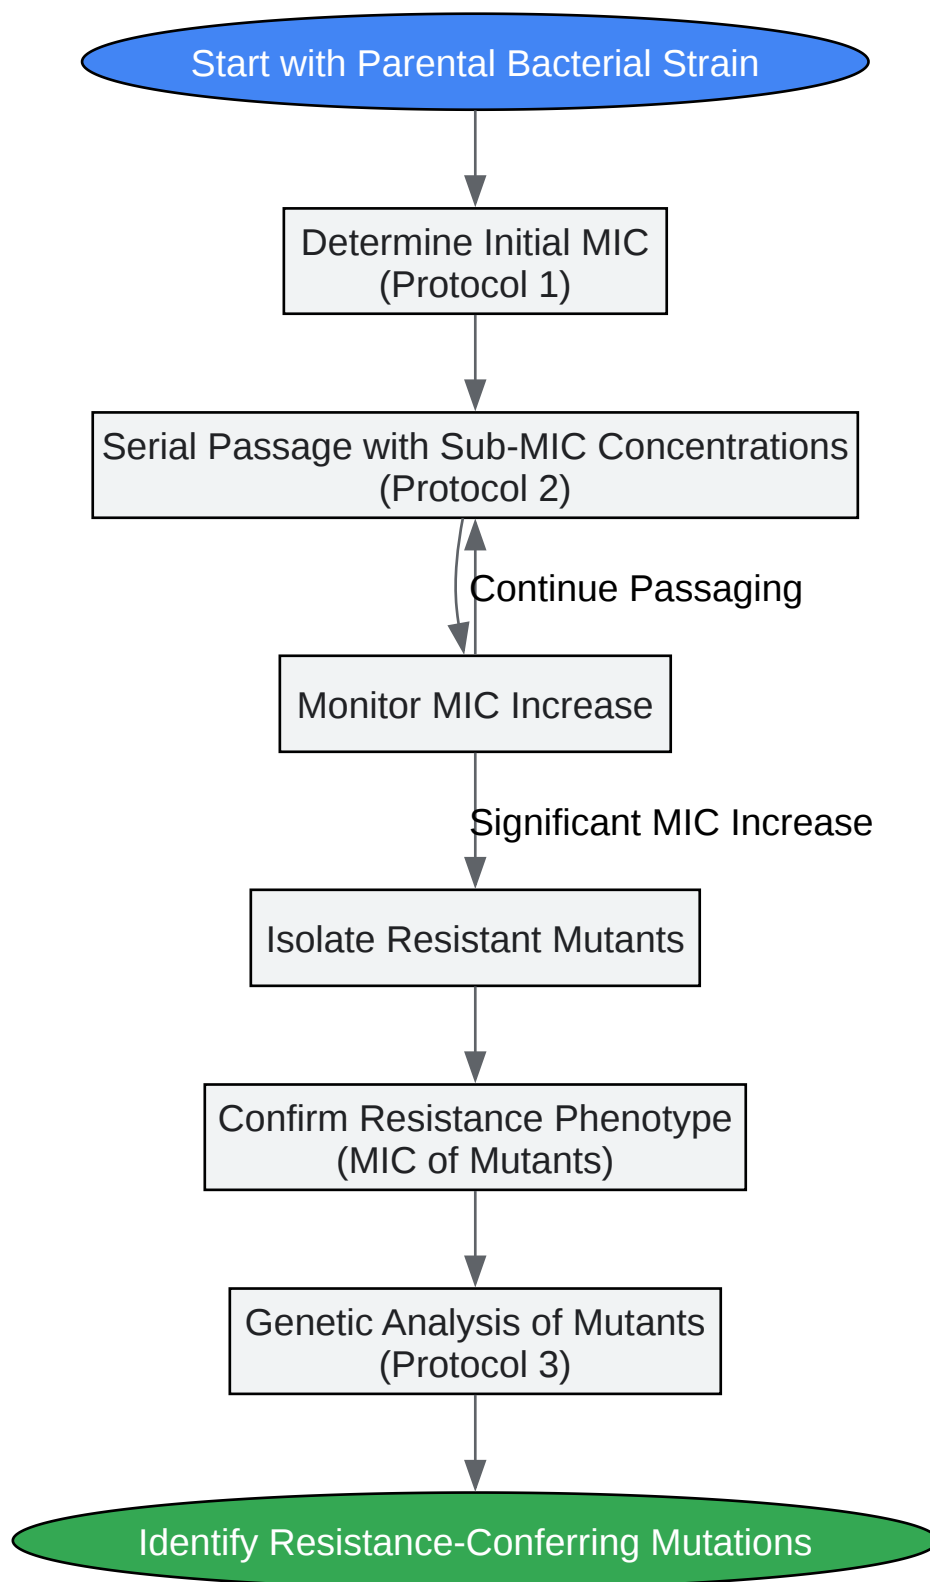 Start with Parental Bacterial Strain
Determine Initial MIC
(Protocol 1)
Serial Passage with Sub-MIC Concentrations
(Protocol 2)
Continue Passaging
Monitor MIC Increase
Significant MIC Increase
Isolate Resistant Mutants
Confirm Resistance Phenotype
(MIC of Mutants)
Genetic Analysis of Mutants
(Protocol 3)
Identify Resistance-Conferring Mutations